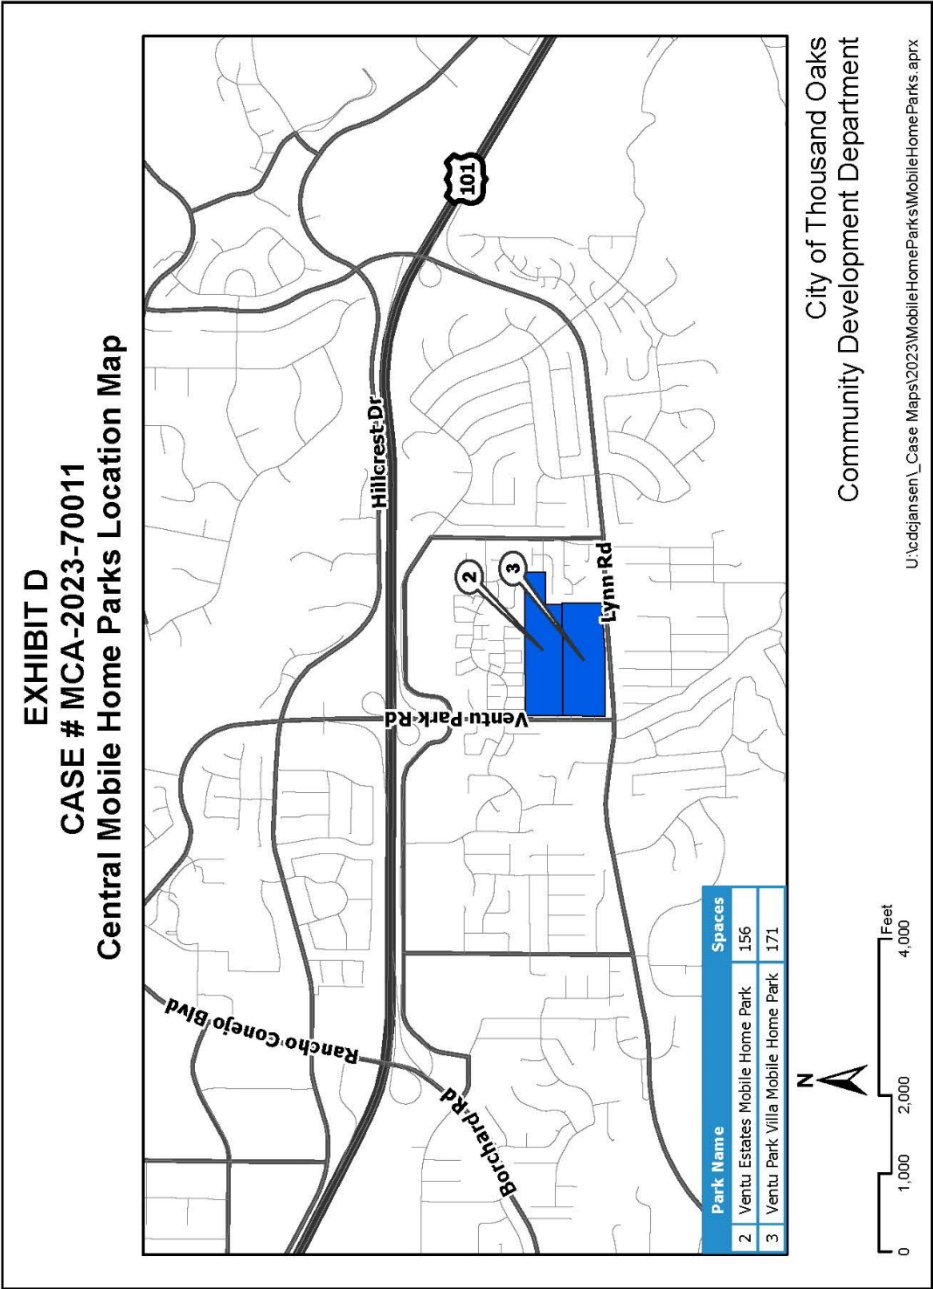 EXHIBIT D
CASE # MCA-2023-70011
Central Mobile Home Parks Location Map
101
Hillcrest Dr
Rancho Conejo Blvd
Ventu Park Rd
Borchard Rd
Lynn Rd
2
3
Park Name Spaces
2 Ventu Estates Mobile Home Park 156
3 Ventu Park Villa Mobile Home Park 171
N
0 1,000 2,000 4,000
Feet
City of Thousand Oaks
Community Development Department
U:\cdcjansen\_Case Maps\2023\MobileHomeParks\MobileHomeParks.aprx